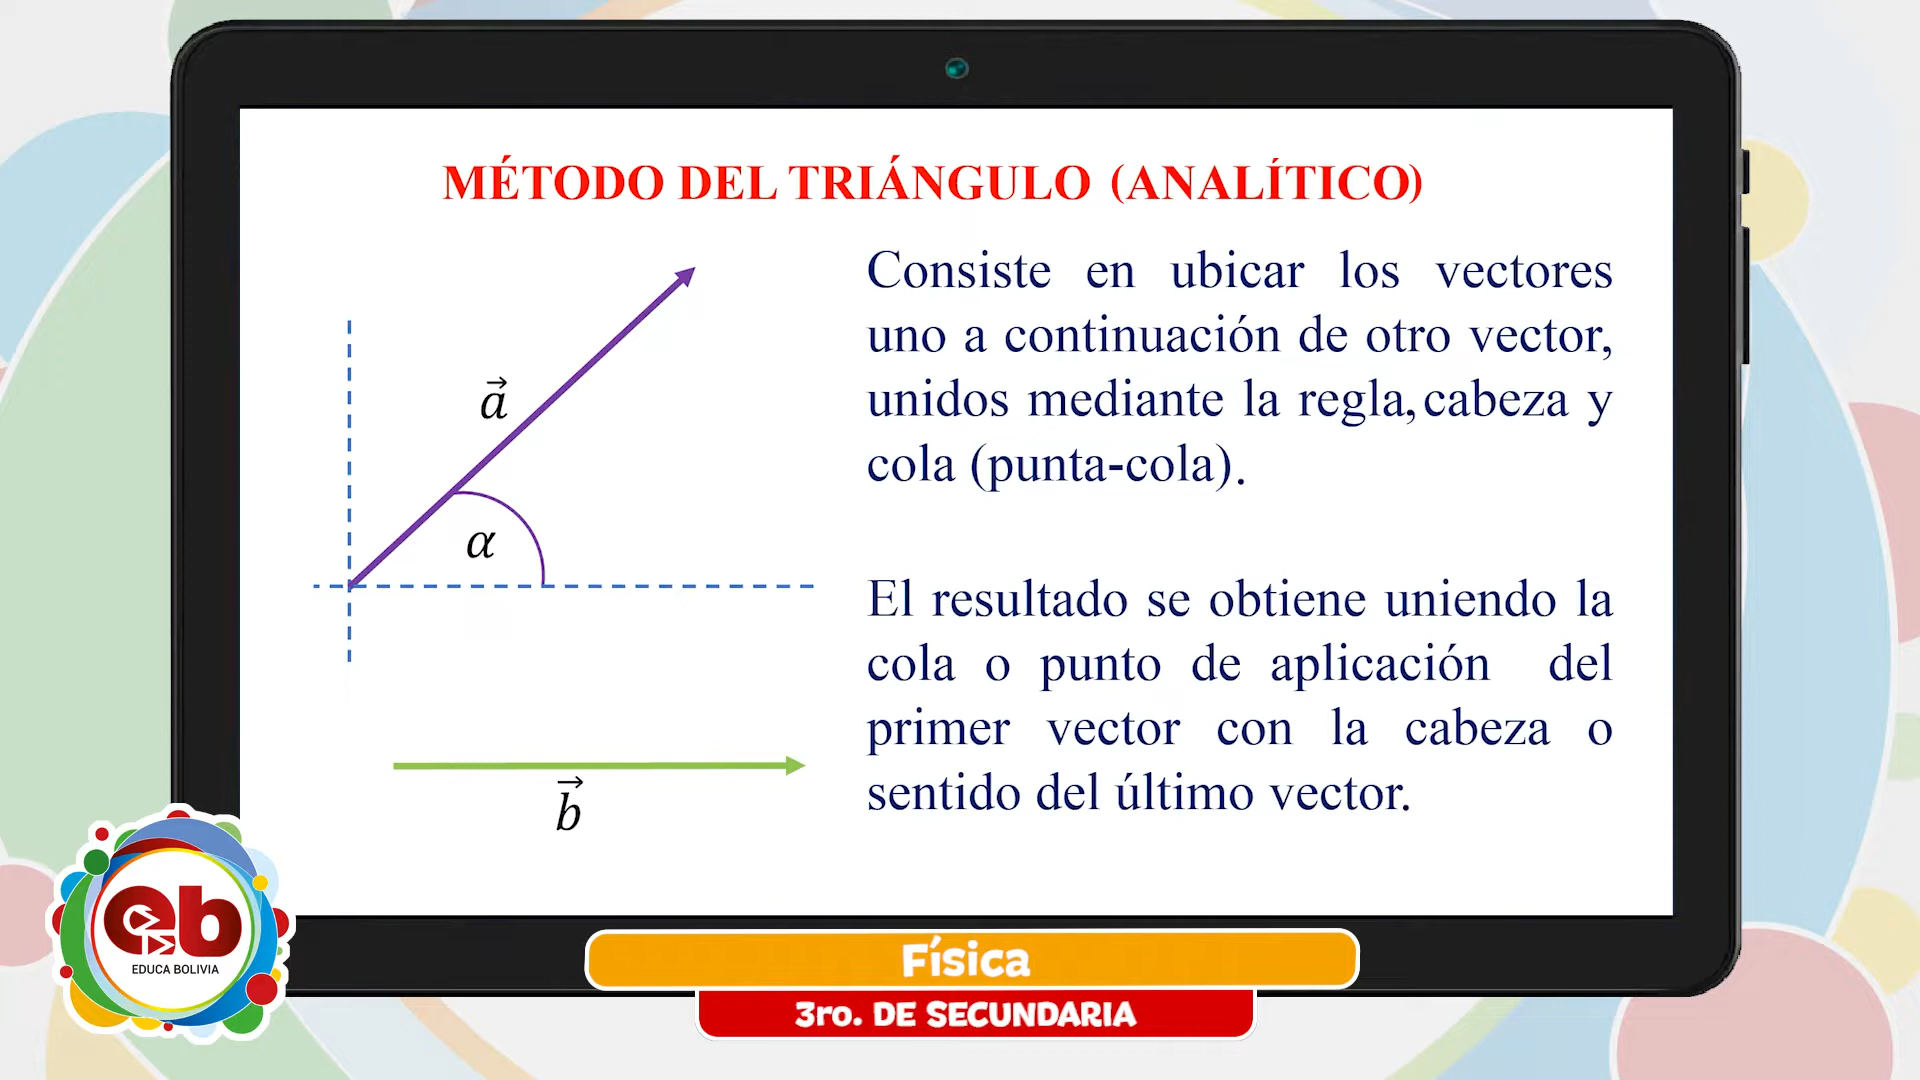 MÉTODO DEL TRIÁNGULO (ANALÍTICO)
Consiste en ubicar los vectores
uno a continuación de otro vector,
unidos mediante la regla, cabeza y
cola (punta-cola).
El resultado se obtiene uniendo la
cola o punto de aplicación del
primer vector con la cabeza o
sentido del último vector.
a⃗
α
b⃗
eb
EDUCA BOLIVIA
Física
3ro. DE SECUNDARIA